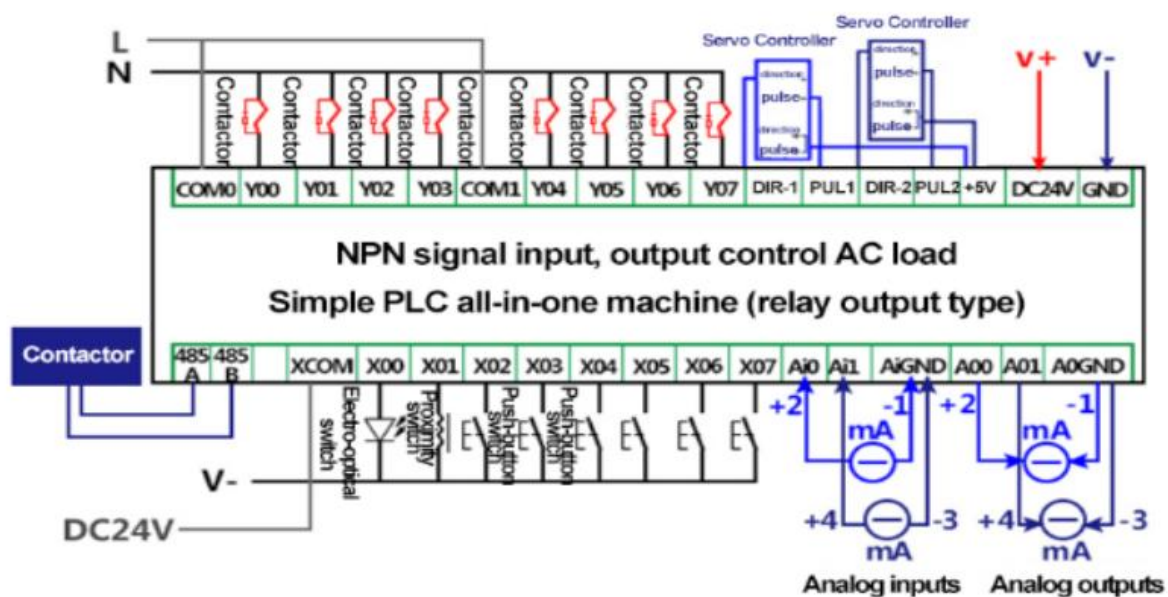 Servo Controller
Servo Controller
L
N
V+
V-
Contactor
Contactor
Contactor
Contactor
Contactor
Contactor
Contactor
Contactor
Contactor
direction
pulse
direction
pulse
direction
pulse
direction
pulse
COM0 Y00 Y01 Y02 Y03 COM1 Y04 Y05 Y06 Y07 DIR-1 PUL1 DIR-2 PUL2 +5V DC24V GND
NPN signal input, output control AC load
Simple PLC all-in-one machine (relay output type)
Contactor
485 A 485 B XCOM X00 X01 X02 X03 X04 X05 X06 X07 Ai0 Ai1 AiGND A00 A01 A0GND
Electro-optical switch
Proximity switch
Push-button switch
Push-button switch
+2 -1 +2 -1
mA mA
V-
DC24V
+4 -3 +4 -3
mA mA
Analog inputs Analog outputs